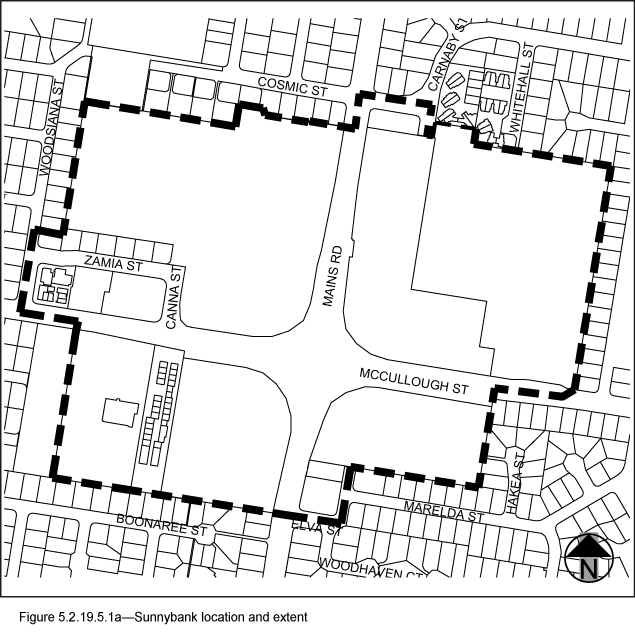 CARNABY ST
COSMIC ST
WHITEHALL ST
WOODSIANA ST
ZAMIA ST
CANNA ST
MAINS RD
MCCULLOUGH ST
HAKEA ST
MARELDA ST
BOONAREE ST
ELVA ST
WOODHAVEN CT
N
Figure 5.2.19.5.1a—Sunnybank location and extent